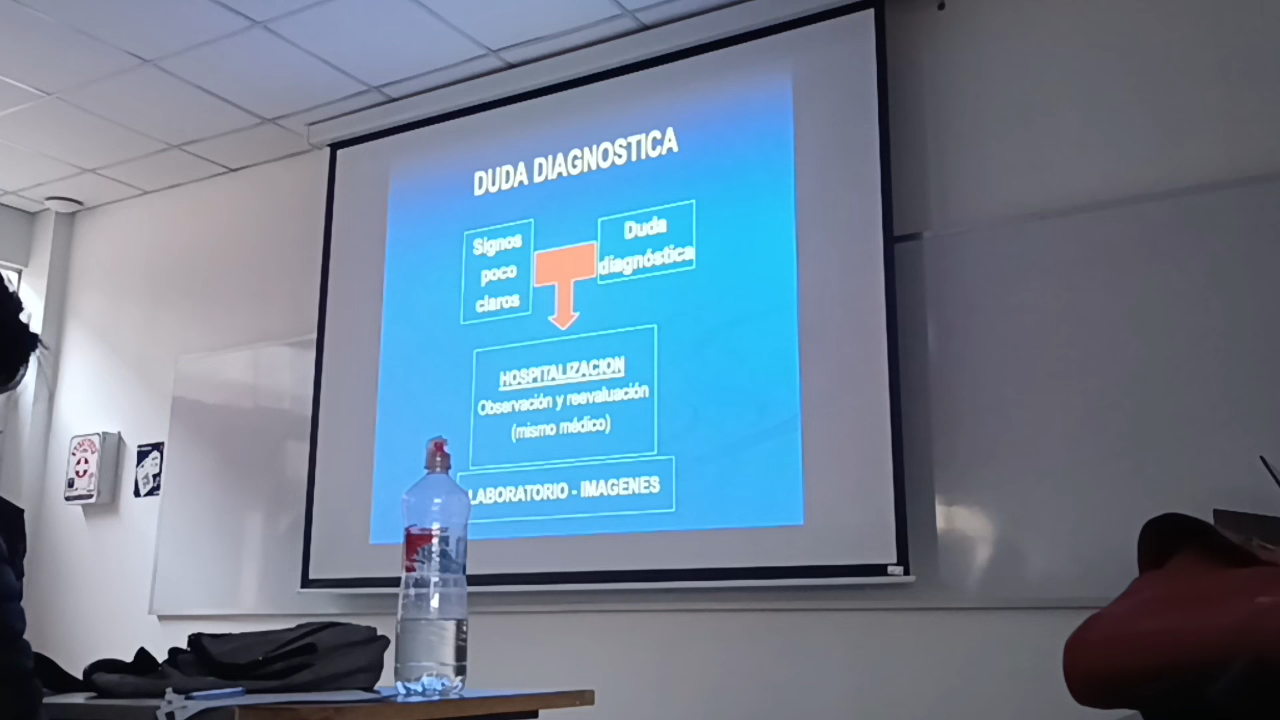 DUDA DIAGNOSTICA
Signos
poco
claros
Duda
diagnóstica
HOSPITALIZACION
Observación y reevaluación
(mismo médico)
LABORATORIO - IMAGENES